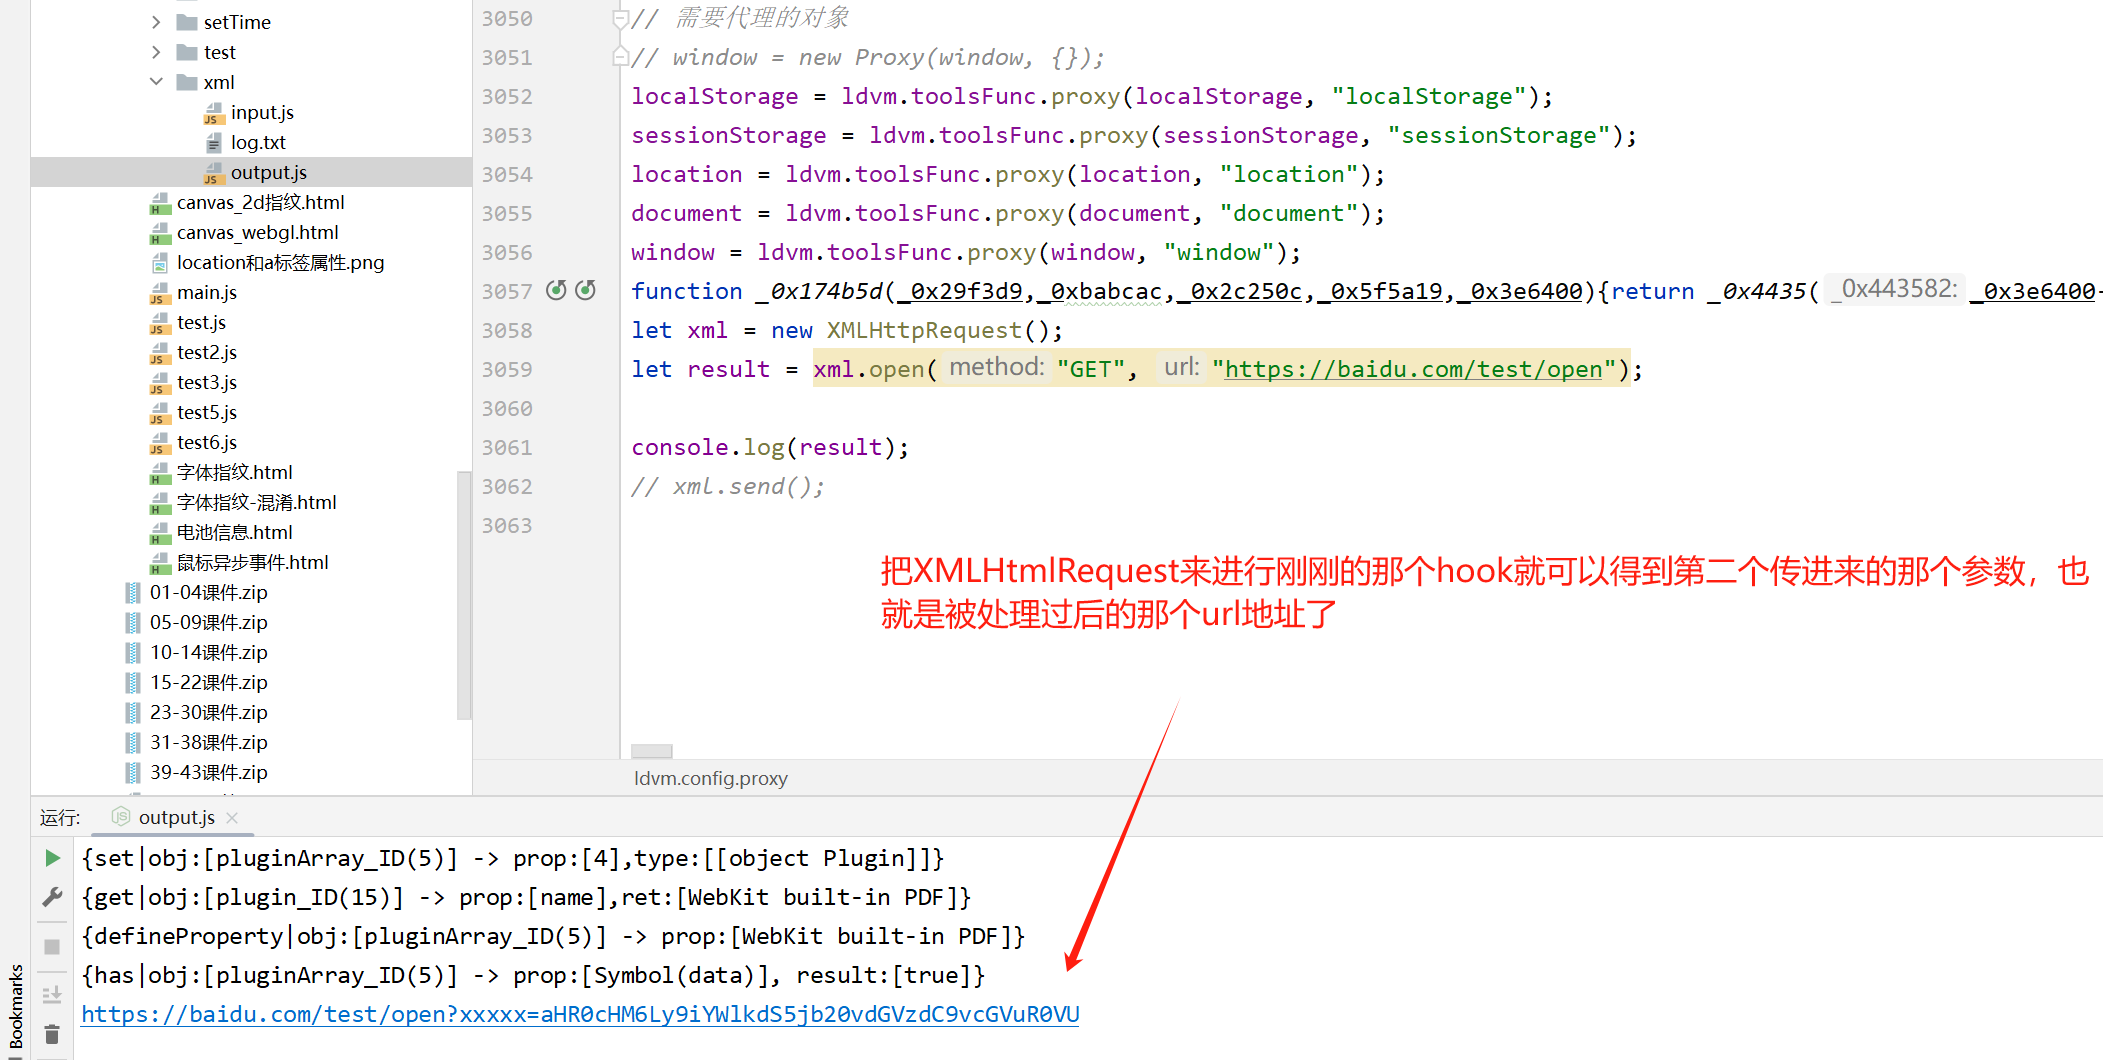 setTime
test
xml
input.js
log.txt
output.js
canvas_2d指纹.html
canvas_webgl.html
location和a标签属性.png
main.js
test.js
test2.js
test3.js
test5.js
test6.js
字体指纹.html
字体指纹-混淆.html
电池信息.html
鼠标异步事件.html
01-04课件.zip
05-09课件.zip
10-14课件.zip
15-22课件.zip
23-30课件.zip
31-38课件.zip
39-43课件.zip
3050 // 需要代理的对象
3051 // window = new Proxy(window, {});
3052 localStorage = ldvm.toolsFunc.proxy(localStorage, "localStorage");
3053 sessionStorage = ldvm.toolsFunc.proxy(sessionStorage, "sessionStorage");
3054 location = ldvm.toolsFunc.proxy(location, "location");
3055 document = ldvm.toolsFunc.proxy(document, "document");
3056 window = ldvm.toolsFunc.proxy(window, "window");
3057 function _0x174b5d(_0x29f3d9,_0xbabcac,_0x2c250c,_0x5f5a19,_0x3e6400){return _0x4435( _0x443582: _0x3e6400-
3058 let xml = new XMLHttpRequest();
3059 let result = xml.open( method: "GET", url: "https://baidu.com/test/open");
3060
3061 console.log(result);
3062 // xml.send();
3063
把XMLHtmlRequest来进行刚刚的那个hook就可以得到第二个传进来的那个参数，也
就是被处理过后的那个url地址了
ldvm.config.proxy
运行: output.js
{set|obj:[pluginArray_ID(5)] -> prop:[4],type:[[object Plugin]]}
{get|obj:[plugin_ID(15)] -> prop:[name],ret:[WebKit built-in PDF]}
{defineProperty|obj:[pluginArray_ID(5)] -> prop:[WebKit built-in PDF]}
{has|obj:[pluginArray_ID(5)] -> prop:[Symbol(data)], result:[true]}
https://baidu.com/test/open?xxxxx=aHR0cHM6Ly9iYWlkdS5jb20vdGVzdC9vcGVuR0VU
Bookmarks